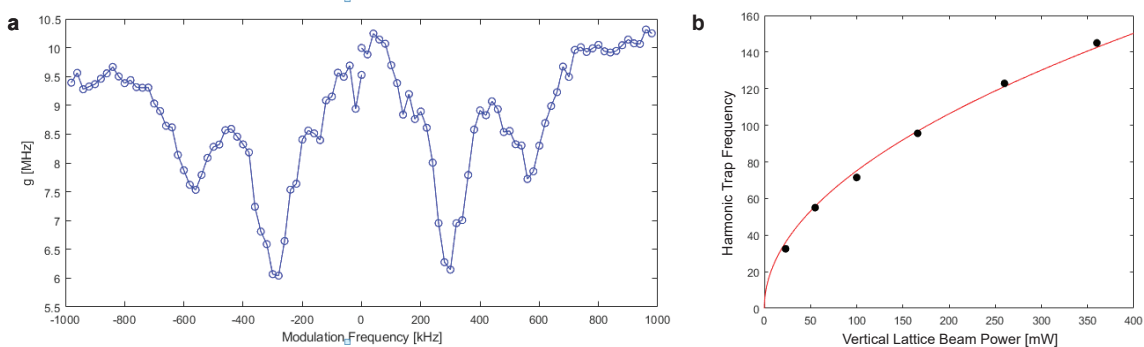 a
10.5
10
9.5
9
8.5
8
7.5
7
6.5
6
5.5
g [MHz]
-1000 -800 -600 -400 -200 0 200 400 600 800 1000
Modulation Frequency [kHz]
b
160
140
120
100
80
60
40
20
0
Harmonic Trap Frequency
0 50 100 150 200 250 300 350 400
Vertical Lattice Beam Power [mW]